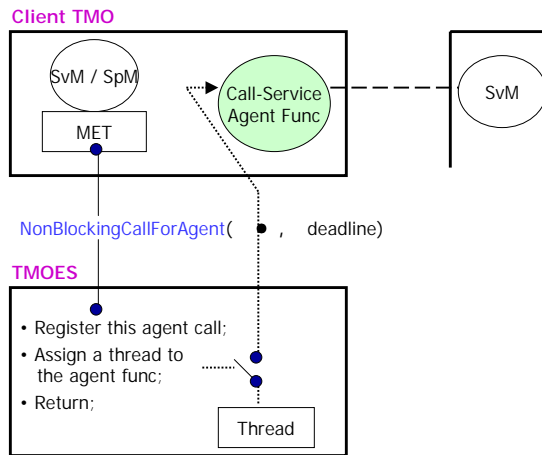 Client TMO
SvM / SpM
MET
Call-Service
Agent Func
SvM
NonBlockingCallForAgent( , deadline)
TMOES
• Register this agent call;
• Assign a thread to
the agent func;
• Return;
Thread